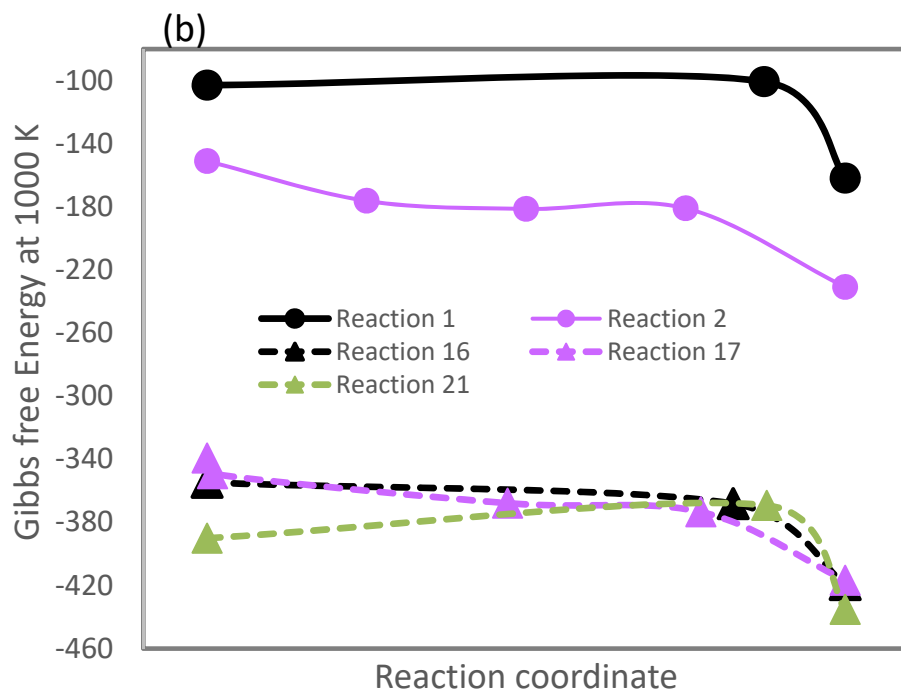 (b)
Gibbs free Energy at 1000 K
-100
-140
-180
-220
-260
-300
-340
-380
-420
-460
Reaction 1
Reaction 2
Reaction 16
Reaction 17
Reaction 21
Reaction coordinate